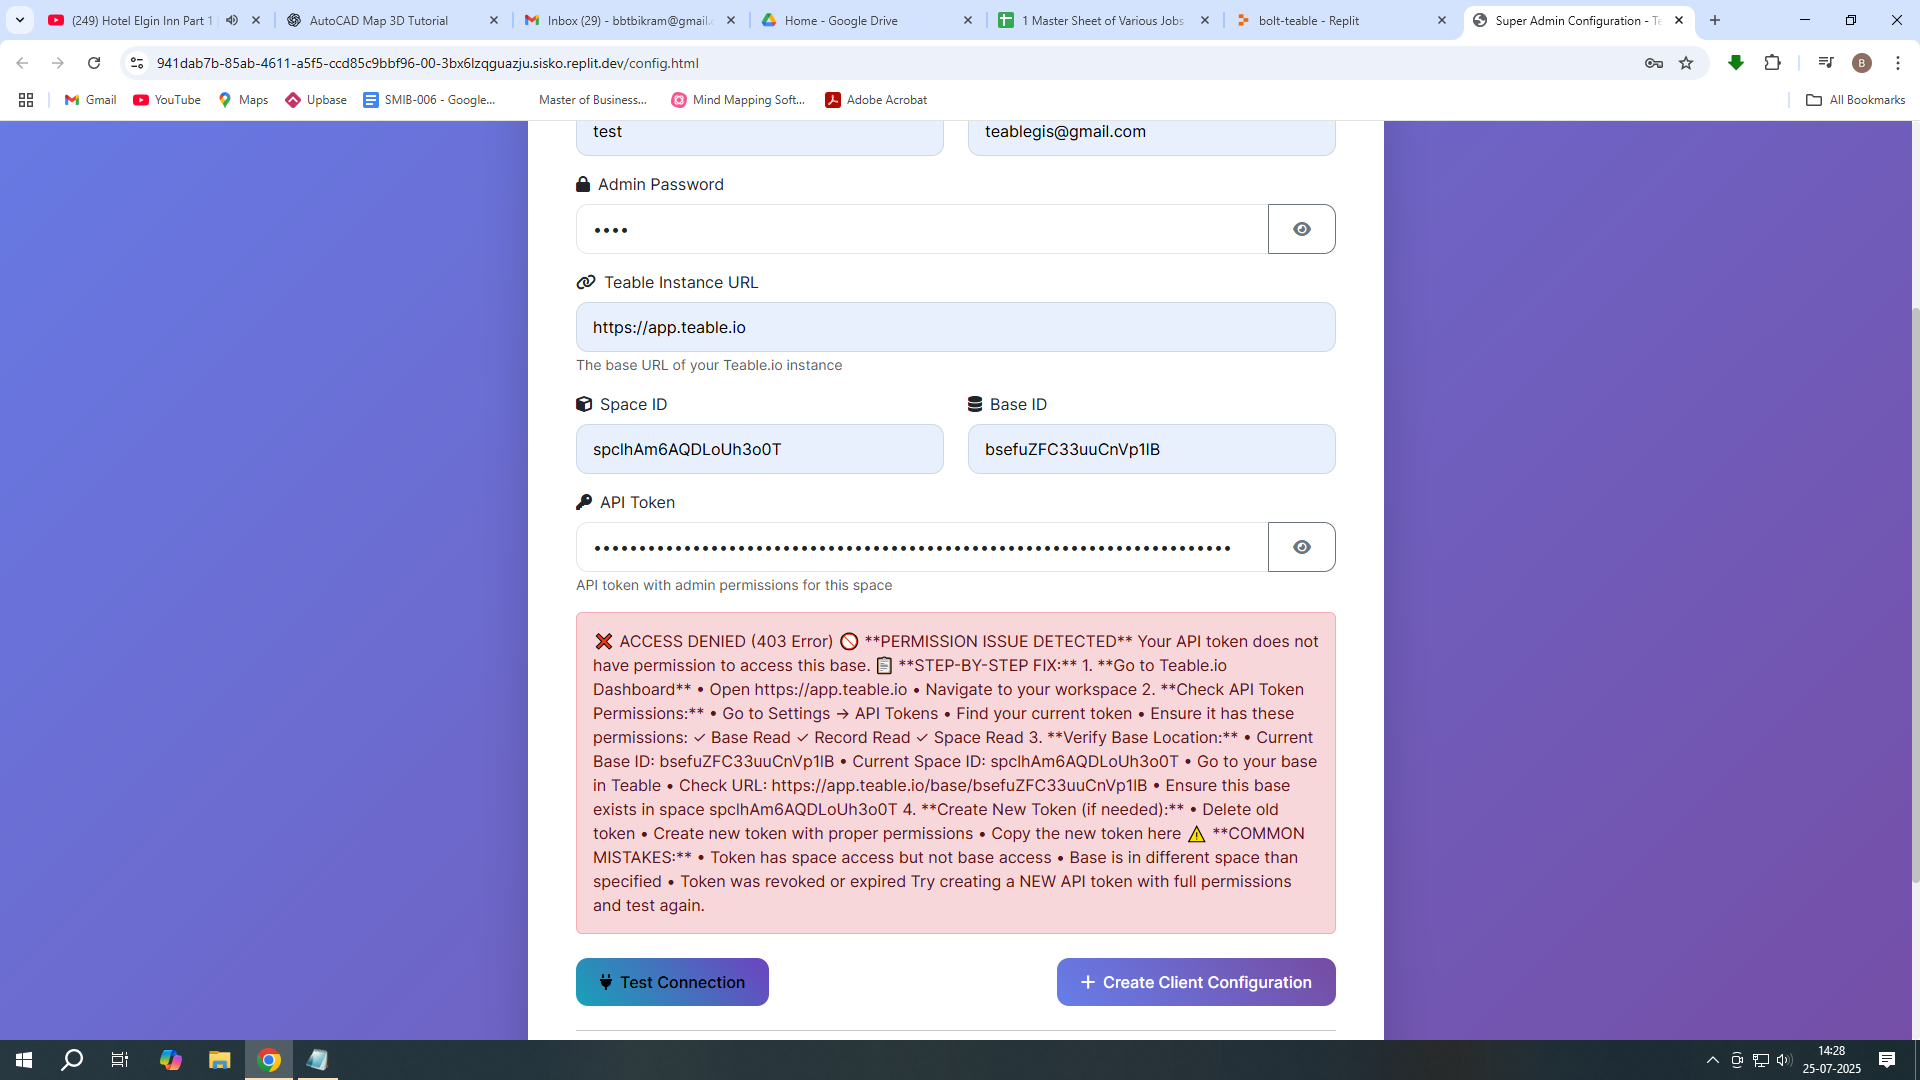 (249) Hotel Elgin Inn Part 1
AutoCAD Map 3D Tutorial
Inbox (29) - bbtbikram@gmail.c
Home - Google Drive
1 Master Sheet of Various Jobs
bolt-teable - Replit
Super Admin Configuration - Te
941dab7b-85ab-4611-a5f5-ccd85c9bbf96-00-3bx6lzqguazju.sisko.replit.dev/config.html
B
Gmail
YouTube
Maps
Upbase
SMIB-006 - Google...
Master of Business...
Mind Mapping Soft...
Adobe Acrobat
All Bookmarks
test
teablegis@gmail.com
Admin Password
••••
Teable Instance URL
https://app.teable.io
The base URL of your Teable.io instance
Space ID
Base ID
spclhAm6AQDLoUh3o0T
bsefuZFC33uuCnVp1lB
API Token
API token with admin permissions for this space
❌ ACCESS DENIED (403 Error) 🚫 **PERMISSION ISSUE DETECTED** Your API token does not
have permission to access this base. 📋 **STEP-BY-STEP FIX:** 1. **Go to Teable.io
Dashboard** • Open https://app.teable.io • Navigate to your workspace 2. **Check API Token
Permissions:** • Go to Settings → API Tokens • Find your current token • Ensure it has these
permissions: ✓ Base Read ✓ Record Read ✓ Space Read 3. **Verify Base Location:** • Current
Base ID: bsefuZFC33uuCnVp1lB • Current Space ID: spclhAm6AQDLoUh3o0T • Go to your base
in Teable • Check URL: https://app.teable.io/base/bsefuZFC33uuCnVp1lB • Ensure this base
exists in space spclhAm6AQDLoUh3o0T 4. **Create New Token (if needed):** • Delete old
token • Create new token with proper permissions • Copy the new token here ⚠️ **COMMON
MISTAKES:** • Token has space access but not base access • Base is in different space than
specified • Token was revoked or expired Try creating a NEW API token with full permissions
and test again.
Test Connection
Create Client Configuration
14:28
25-07-2025